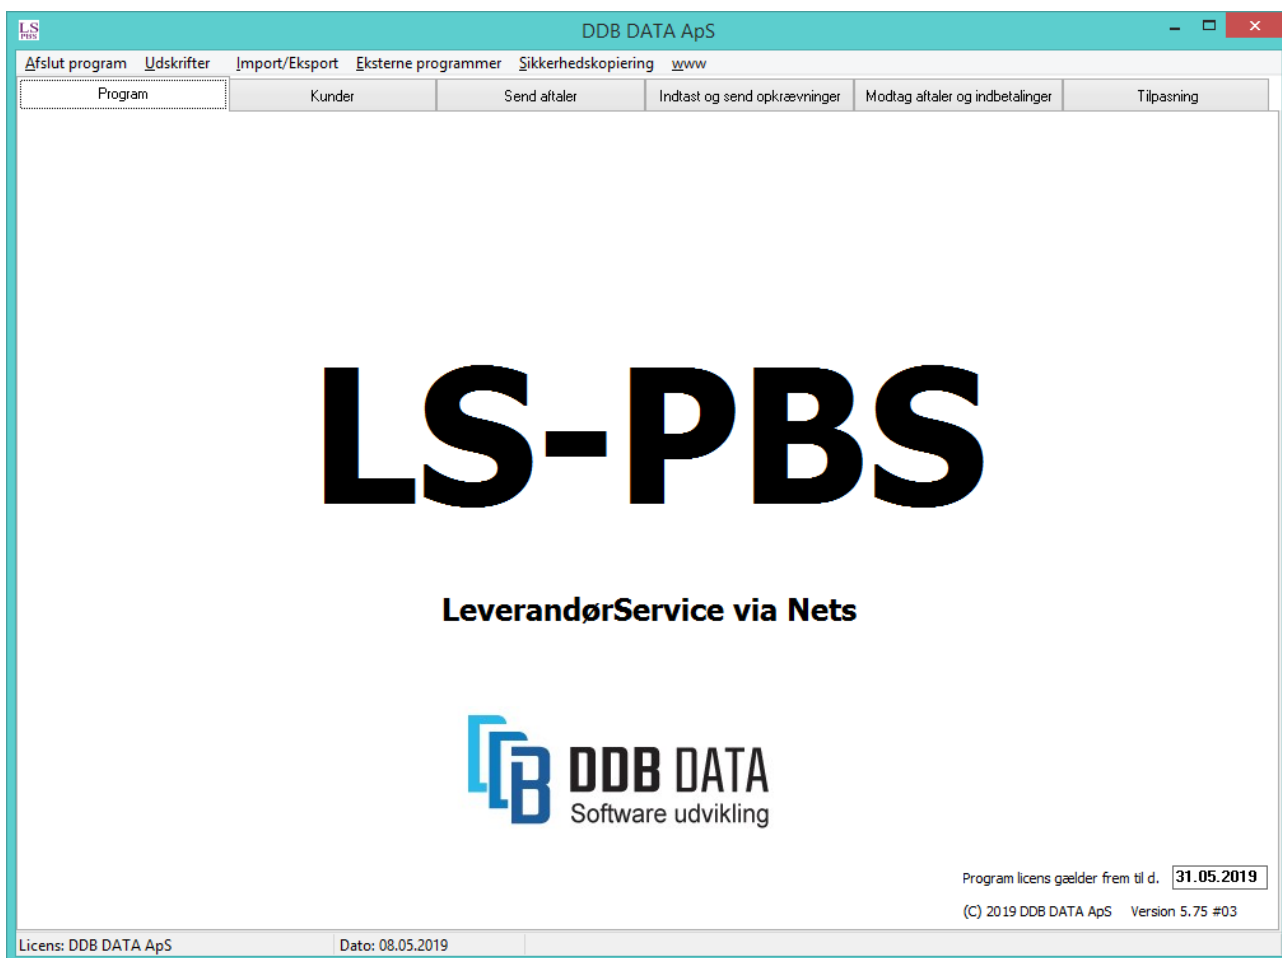 LS
PBS
DDB DATA ApS
Afslut program Udskrifter Import/Eksport Eksterne programmer Sikkerhedskopiering www
Program Kunder Send aftaler Indtast og send opkrævninger Modtag aftaler og indbetalinger Tilpasning
LS-PBS
LeverandørService via Nets
DDB DATA
Software udvikling
Program licens gælder frem til d. 31.05.2019
(C) 2019 DDB DATA ApS Version 5.75 #03
Licens: DDB DATA ApS Dato: 08.05.2019